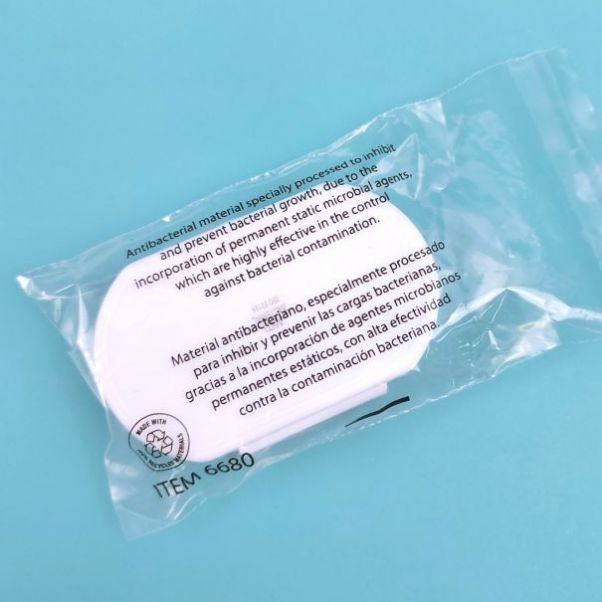 Antibacterial material specially processed to inhibit
and prevent bacterial growth, due to the
incorporation of permanent static microbial agents,
which are highly effective in the control
against bacterial contamination.
Material antibacteriano, especialmente procesado
para inhibir y prevenir las cargas bacterianas,
gracias a la incorporación de agentes microbianos
permanentes estáticos, con alta efectividad
contra la contaminación bacteriana.
MADE WITH
RECYCLED MATERIALS
ITEM 6680